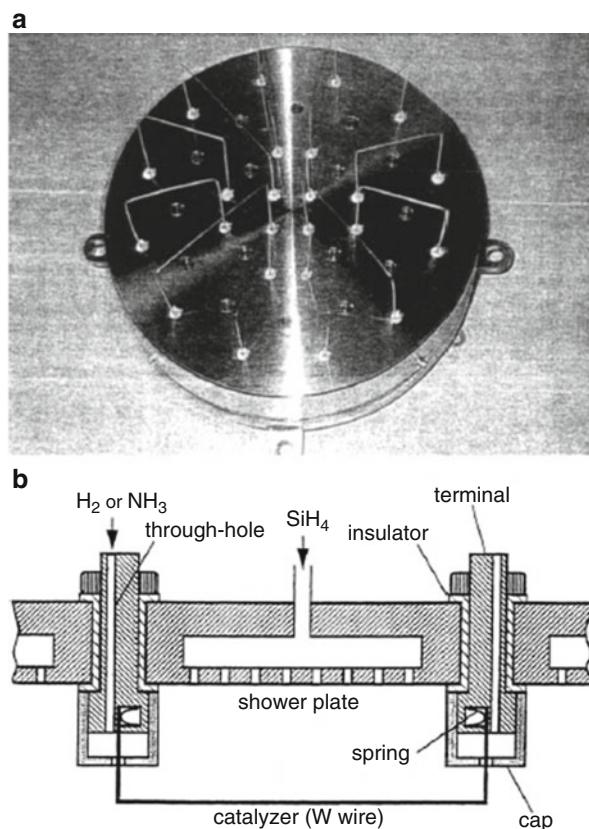 a
b
H₂ or NH₃
through-hole
SiH₄
insulator
terminal
shower plate
spring
catalyzer (W wire)
cap